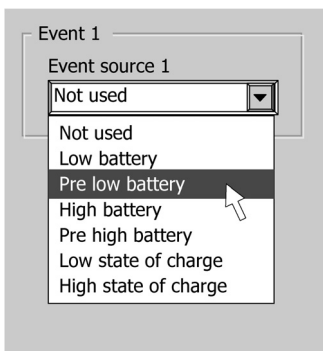 Event 1
Event source 1
Not used
Not used
Low battery
Pre low battery
High battery
Pre high battery
Low state of charge
High state of charge